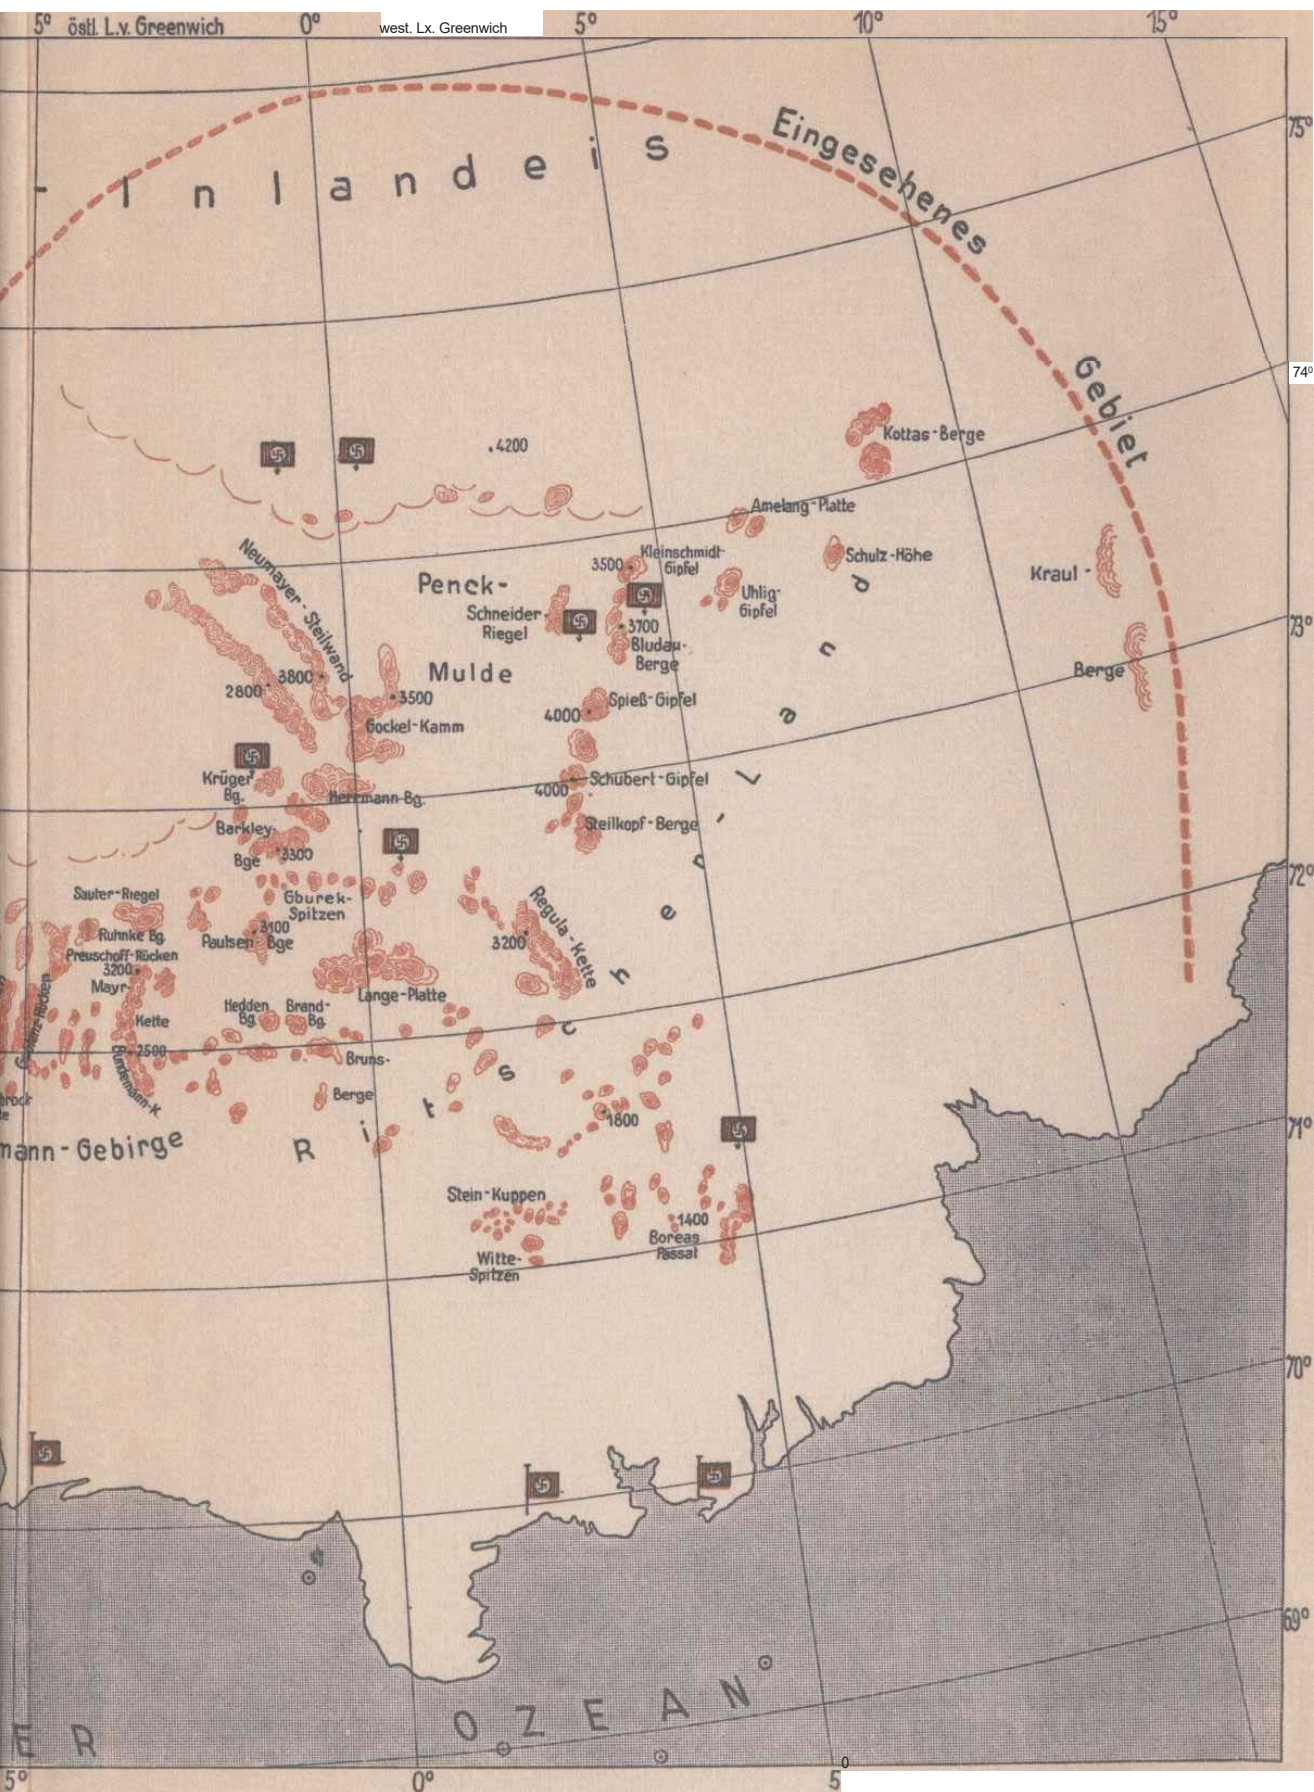 5° östl. L.v. Greenwich 0° west. Lx. Greenwich 5° 10° 15°
75°
Eingesehenes
- Inlandeis
Gebiet
74⁰
.4200
Kottas-Berge
Amelang-Platte
Neumayer-Steilwand
Kleinschmidt-
Gipfel
3500
Schulz-Höhe
Penck-
Kraul -
Uhlig-
Gipfel
Schneider-
Riegel
3700
73°
Bludau-
Berge
Mulde
Berge
3800
2800
3500
Spieß-Gipfel
4000
Gockel-Kamm
Krüger
Bg.
Schubert-Gipfel
4000
Herrmann-Bg.
Steilkopf-Berge
Barkley-
Bge
3300
72°
Sauter-Riegel
Gburek-
Spitzen
Regula-Kette
3100
Ruhnke Bg.
Paulsen-Bge
3200
Preuschoff-Rücken
3200
Mayr-
Lange-Platte
Hedden
Bg.
Brand-
Bg.
Kette
2500
Bruns-
Bundemann-K.
Berge
brock
te
1800
71°
mann-Gebirge
Ritscher-Land
Stein-Kuppen
1400
Boreas
Passat
Witte-
Spitzen
70°
69°
ER OZEAN
5° 0° 5 0